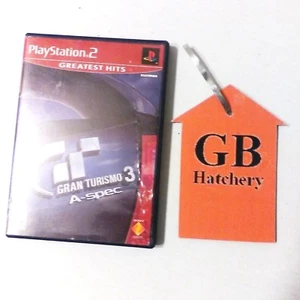 PlayStation 2
GREATEST HITS
GRAN TURISMO 3
A-spec
GB
Hatchery